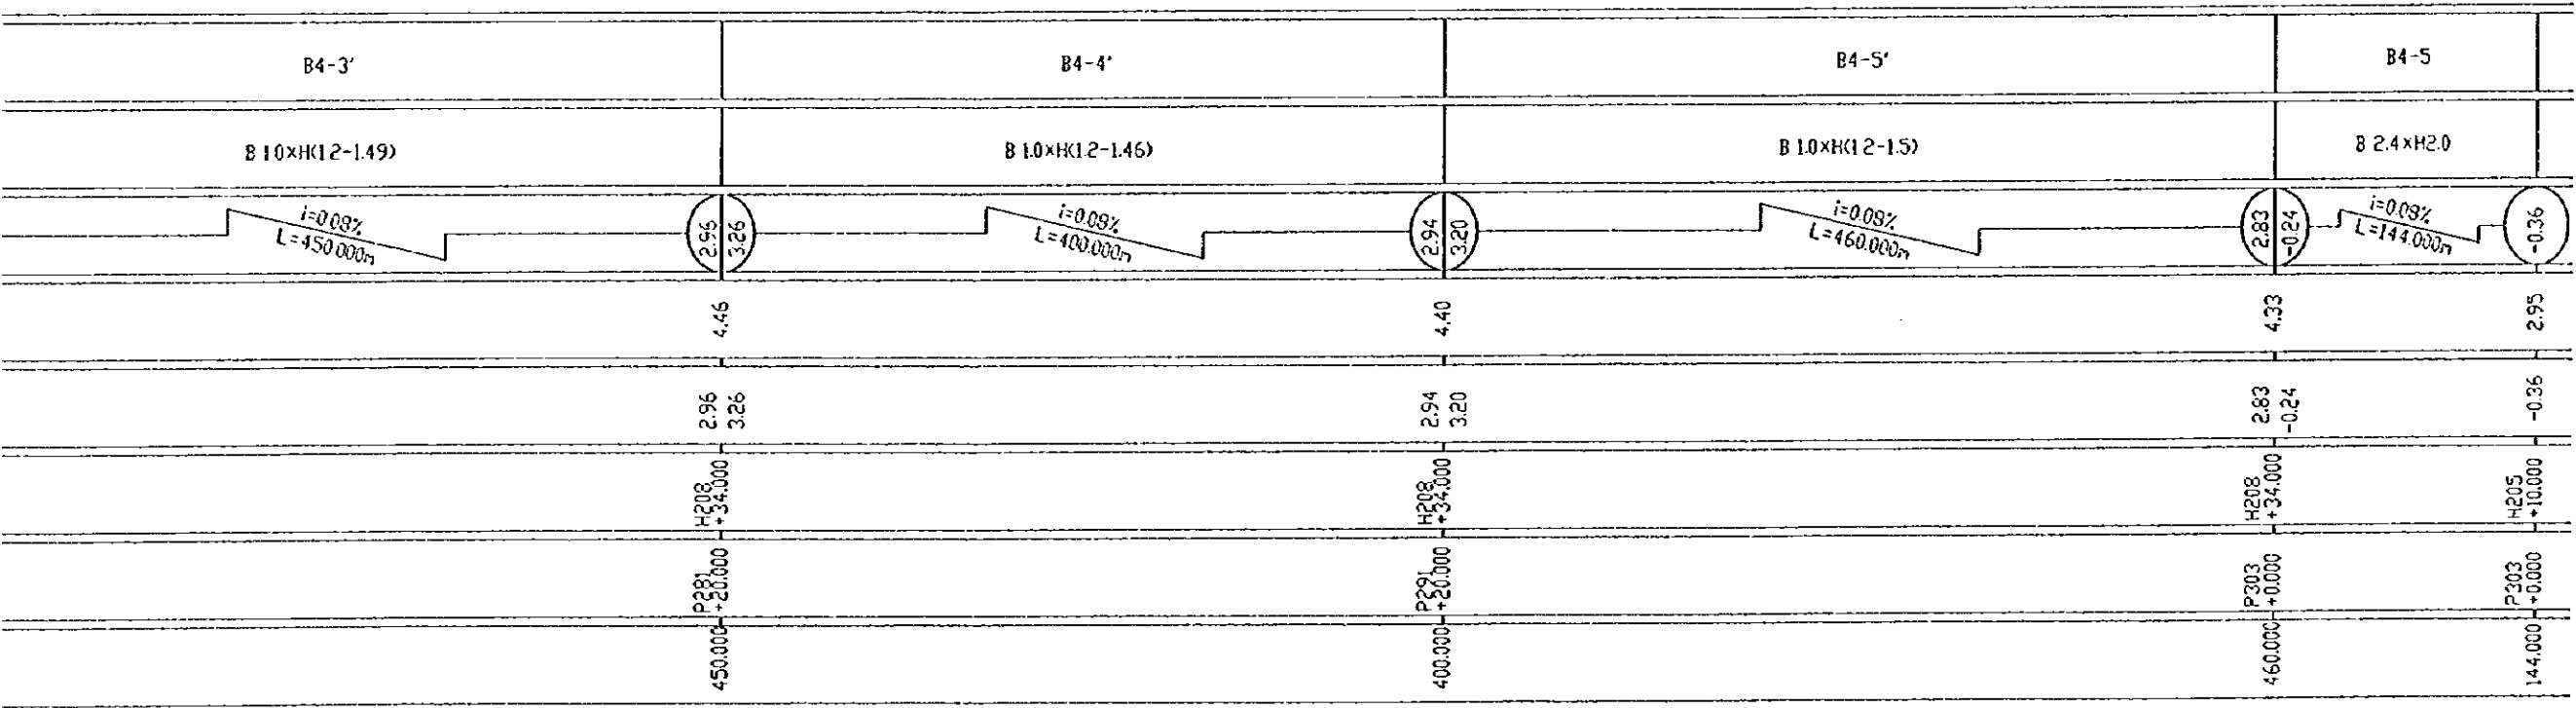 B4-3'
B4-4'
B4-5'
B4-5
B 1.0×H(1.2-1.49)
B 1.0×H(1.2-1.46)
B 1.0×H(1.2-1.5)
B 2.4×H2.0
i=0.08%
L=450.000m
2.96
3.26
i=0.08%
L=400.000m
2.94
3.20
i=0.08%
L=460.000m
2.83
-0.24
i=0.08%
L=144.000m
-0.36
4.46
4.40
4.33
2.95
2.96
3.26
2.94
3.20
2.83
-0.24
-0.36
H208
+34.000
H208
+34.000
H208
+34.000
H205
+10.000
P281
+20.000
P291
+20.000
P303
+0.000
P303
+0.000
450.000
400.000
460.000
144.000